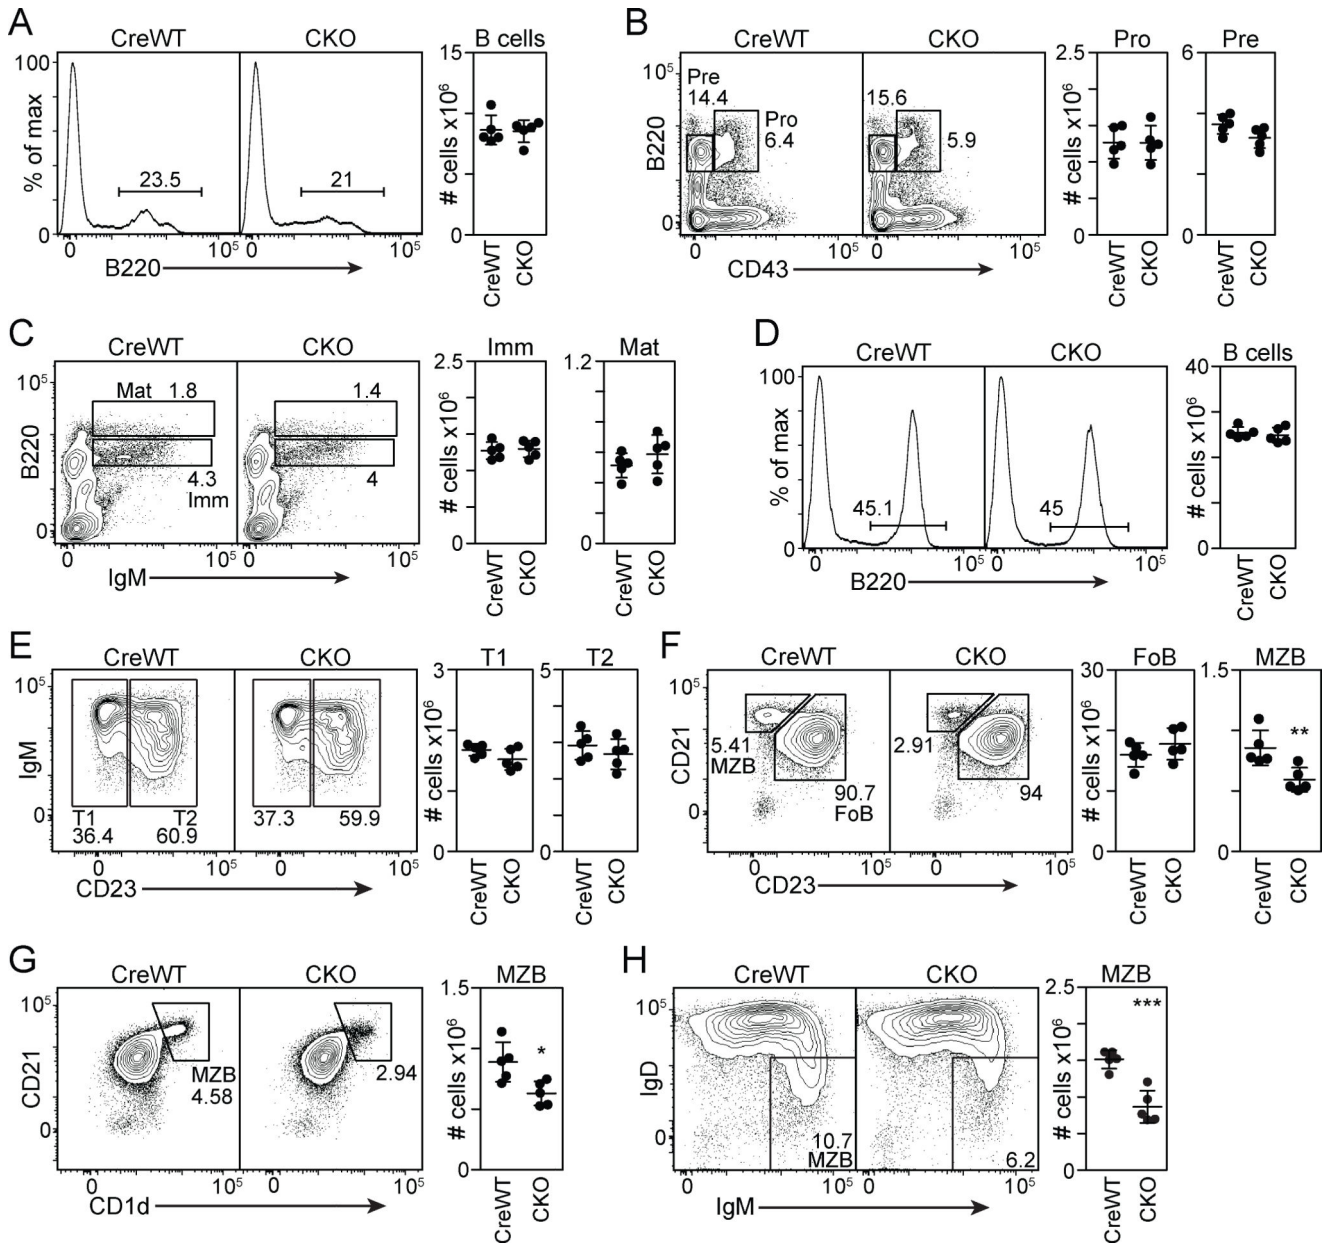 A
CreWT CKO B cells
100
% of max
0
23.5 21
0 10⁵ 0 10⁵
B220
15
# cells x10⁶
0
CreWT CKO
B
CreWT CKO Pro Pre
10⁵
B220
0
Pre
14.4
Pro
6.4
15.6
5.9
0 10⁵ 0 10⁵
CD43
2.5
# cells x10⁶
0
CreWT CKO
6
0
CreWT CKO
C
CreWT CKO Imm Mat
10⁵
B220
0
Mat 1.8
4.3
Imm
1.4
4
0 10⁵ 0 10⁵
IgM
2.5
# cells x10⁶
0
CreWT CKO
1.2
0
CreWT CKO
D
CreWT CKO B cells
100
% of max
0
45.1 45
0 10⁵ 0 10⁵
B220
40
# cells x10⁶
0
CreWT CKO
E
CreWT CKO T1 T2
10⁵
IgM
0
T1
36.4
T2
60.9
37.3 59.9
0 10⁵ 0 10⁵
CD23
3
# cells x10⁶
0
CreWT CKO
5
0
CreWT CKO
F
CreWT CKO FoB MZB
10⁵
CD21
0
5.41
MZB
90.7
FoB
2.91
94
0 10⁵ 0 10⁵
CD23
30
# cells x10⁶
0
CreWT CKO
1.5
**
0
CreWT CKO
G
CreWT CKO MZB
10⁵
CD21
0
MZB
4.58
2.94
0 10⁵ 0 10⁵
CD1d
1.5
# cells x10⁶
*
0
CreWT CKO
H
CreWT CKO MZB
10⁵
IgD
0
10.7
MZB
6.2
0 10⁵ 0 10⁵
IgM
2.5
# cells x10⁶
***
0
CreWT CKO